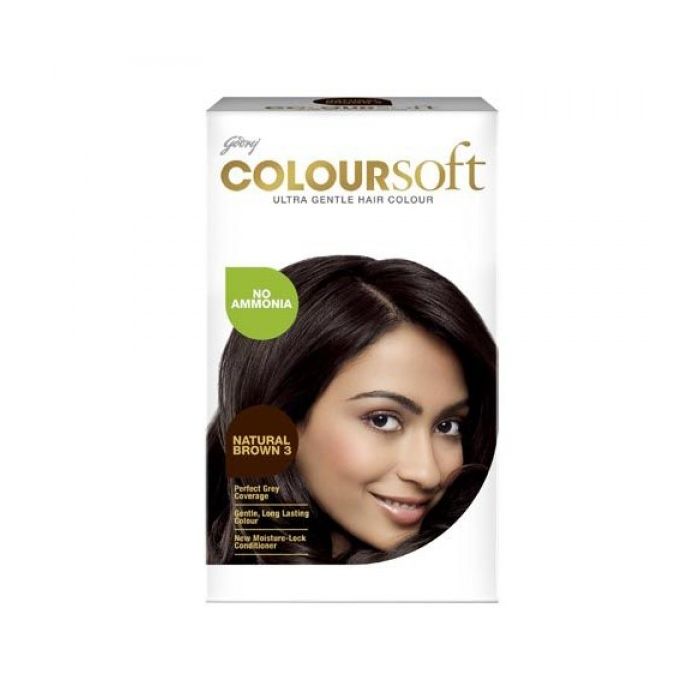 Godrej
COLOURsoft
ULTRA GENTLE HAIR COLOUR
NO
AMMONIA
NATURAL
BROWN 3
Perfect Grey
Coverage
Gentle, Long Lasting
Colour
New Moisture-Lock
Conditioner